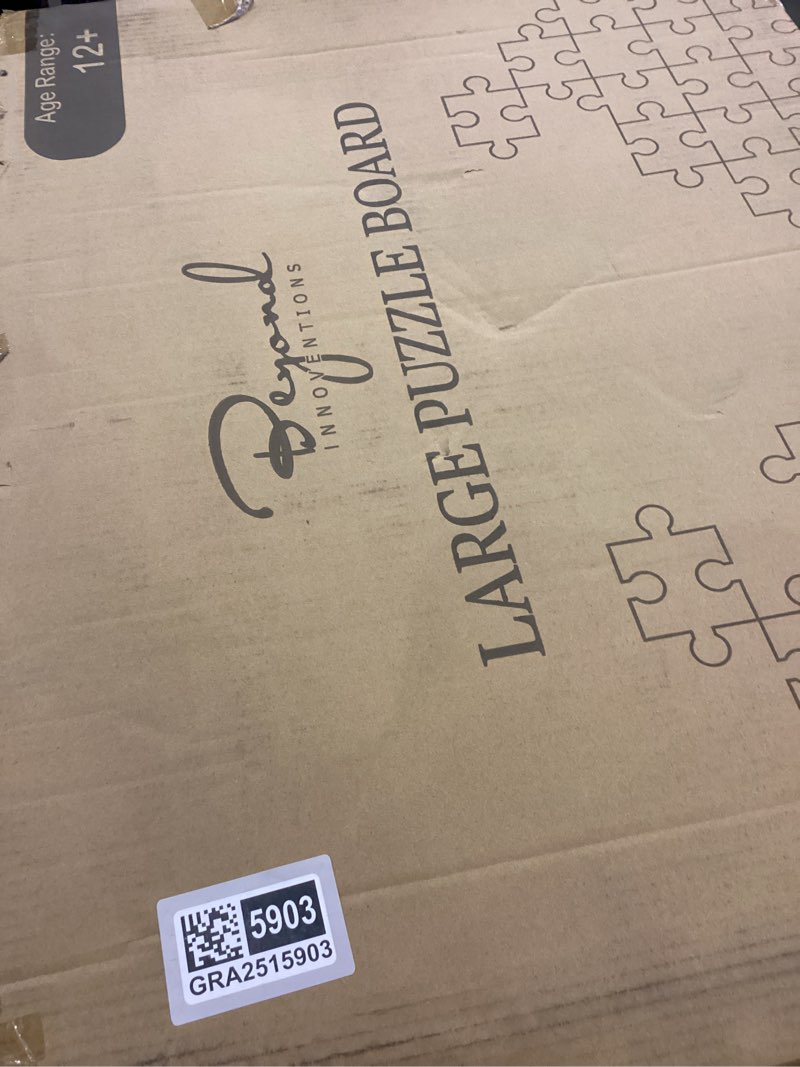 Age Range:
12+
Beyond
INNOVENTIONS
LARGE PUZZLE BOARD
5903
GRA2515903